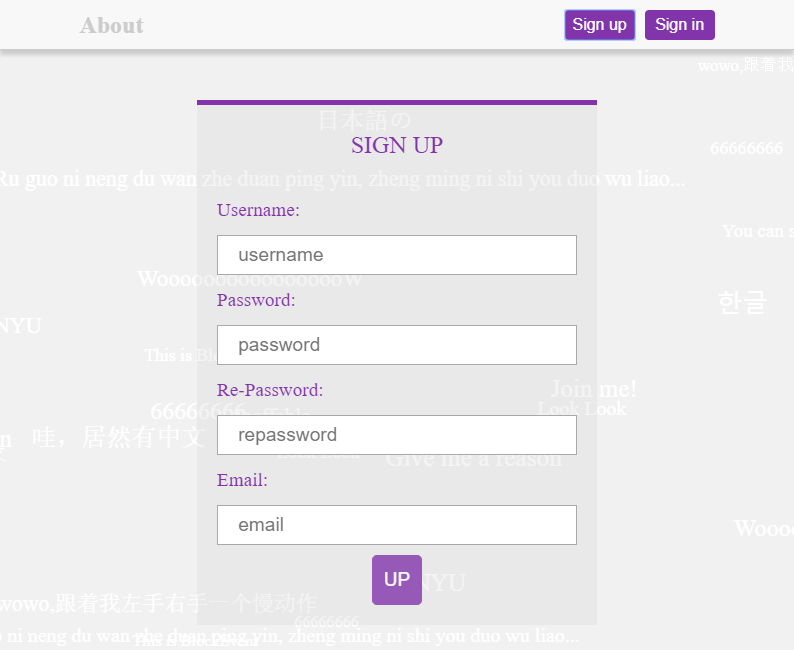 About
Sign up
Sign in
wowo,跟着我
日本語の
SIGN UP
66666666
Ru guo ni neng du wan zhe duan ping yin, zheng ming ni shi you duo wu liao...
Username:
You can s
username
WooooooooooooooooW
Password:
한글
NYU
password
This is Blo
Re-Password:
Join me!
66666666
Look Look
repassword
n
哇，居然有中文
Look Look
Give me a reason
Email:
email
Woooo
UP
NYU
wowo,跟着我左手右手一个慢动作
66666666
ni neng du wan zhe duan ping yin, zheng ming ni shi you duo wu liao...
This is BlockEvent